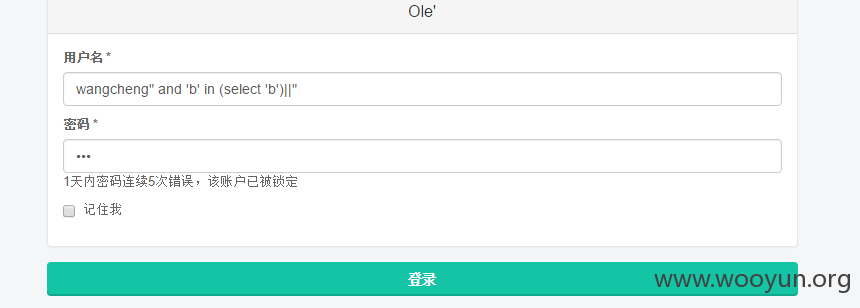 Ole'
用户名 *
wangcheng" and 'b' in (select 'b')||"
密码 *
•••
1天内密码连续5次错误，该账户已被锁定
记住我
登录
www.wooyun.org